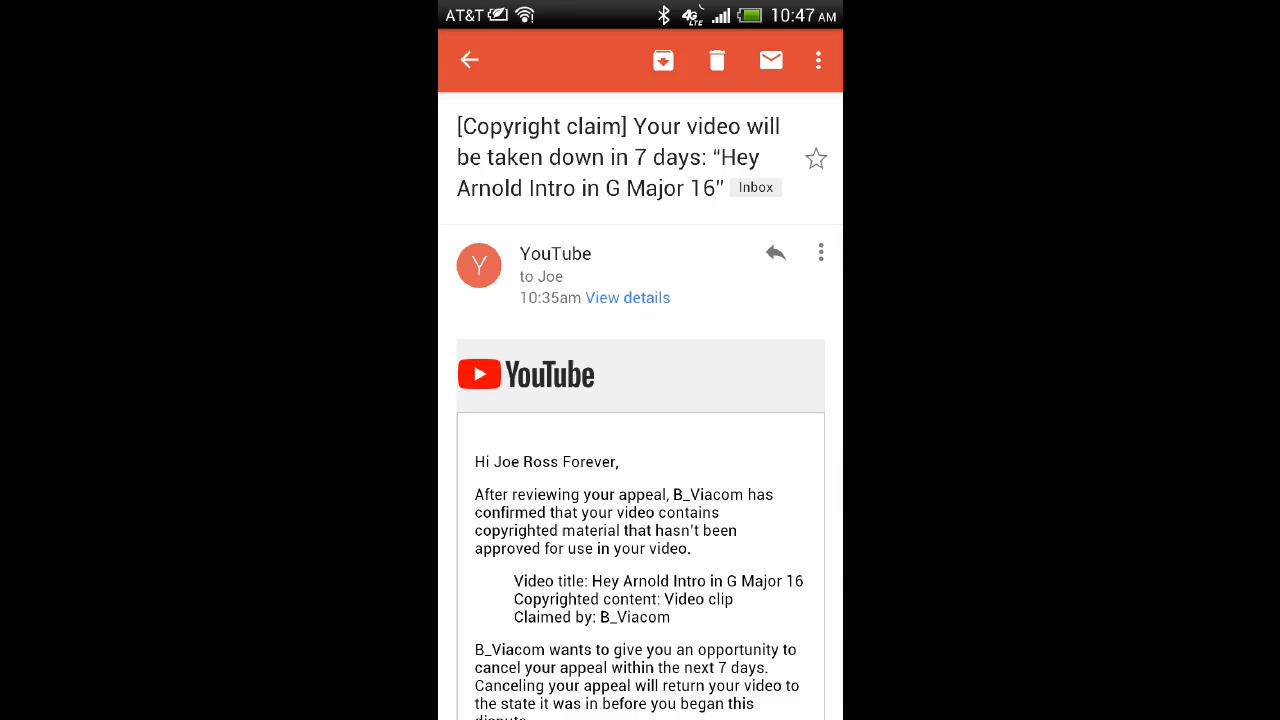 AT&T 4G LTE 10:47 AM
[Copyright claim] Your video will
be taken down in 7 days: “Hey
Arnold Intro in G Major 16” Inbox
Y YouTube
to Joe
10:35am View details
YouTube
Hi Joe Ross Forever,
After reviewing your appeal, B_Viacom has
confirmed that your video contains
copyrighted material that hasn't been
approved for use in your video.
Video title: Hey Arnold Intro in G Major 16
Copyrighted content: Video clip
Claimed by: B_Viacom
B_Viacom wants to give you an opportunity to
cancel your appeal within the next 7 days.
Canceling your appeal will return your video to
the state it was in before you began this